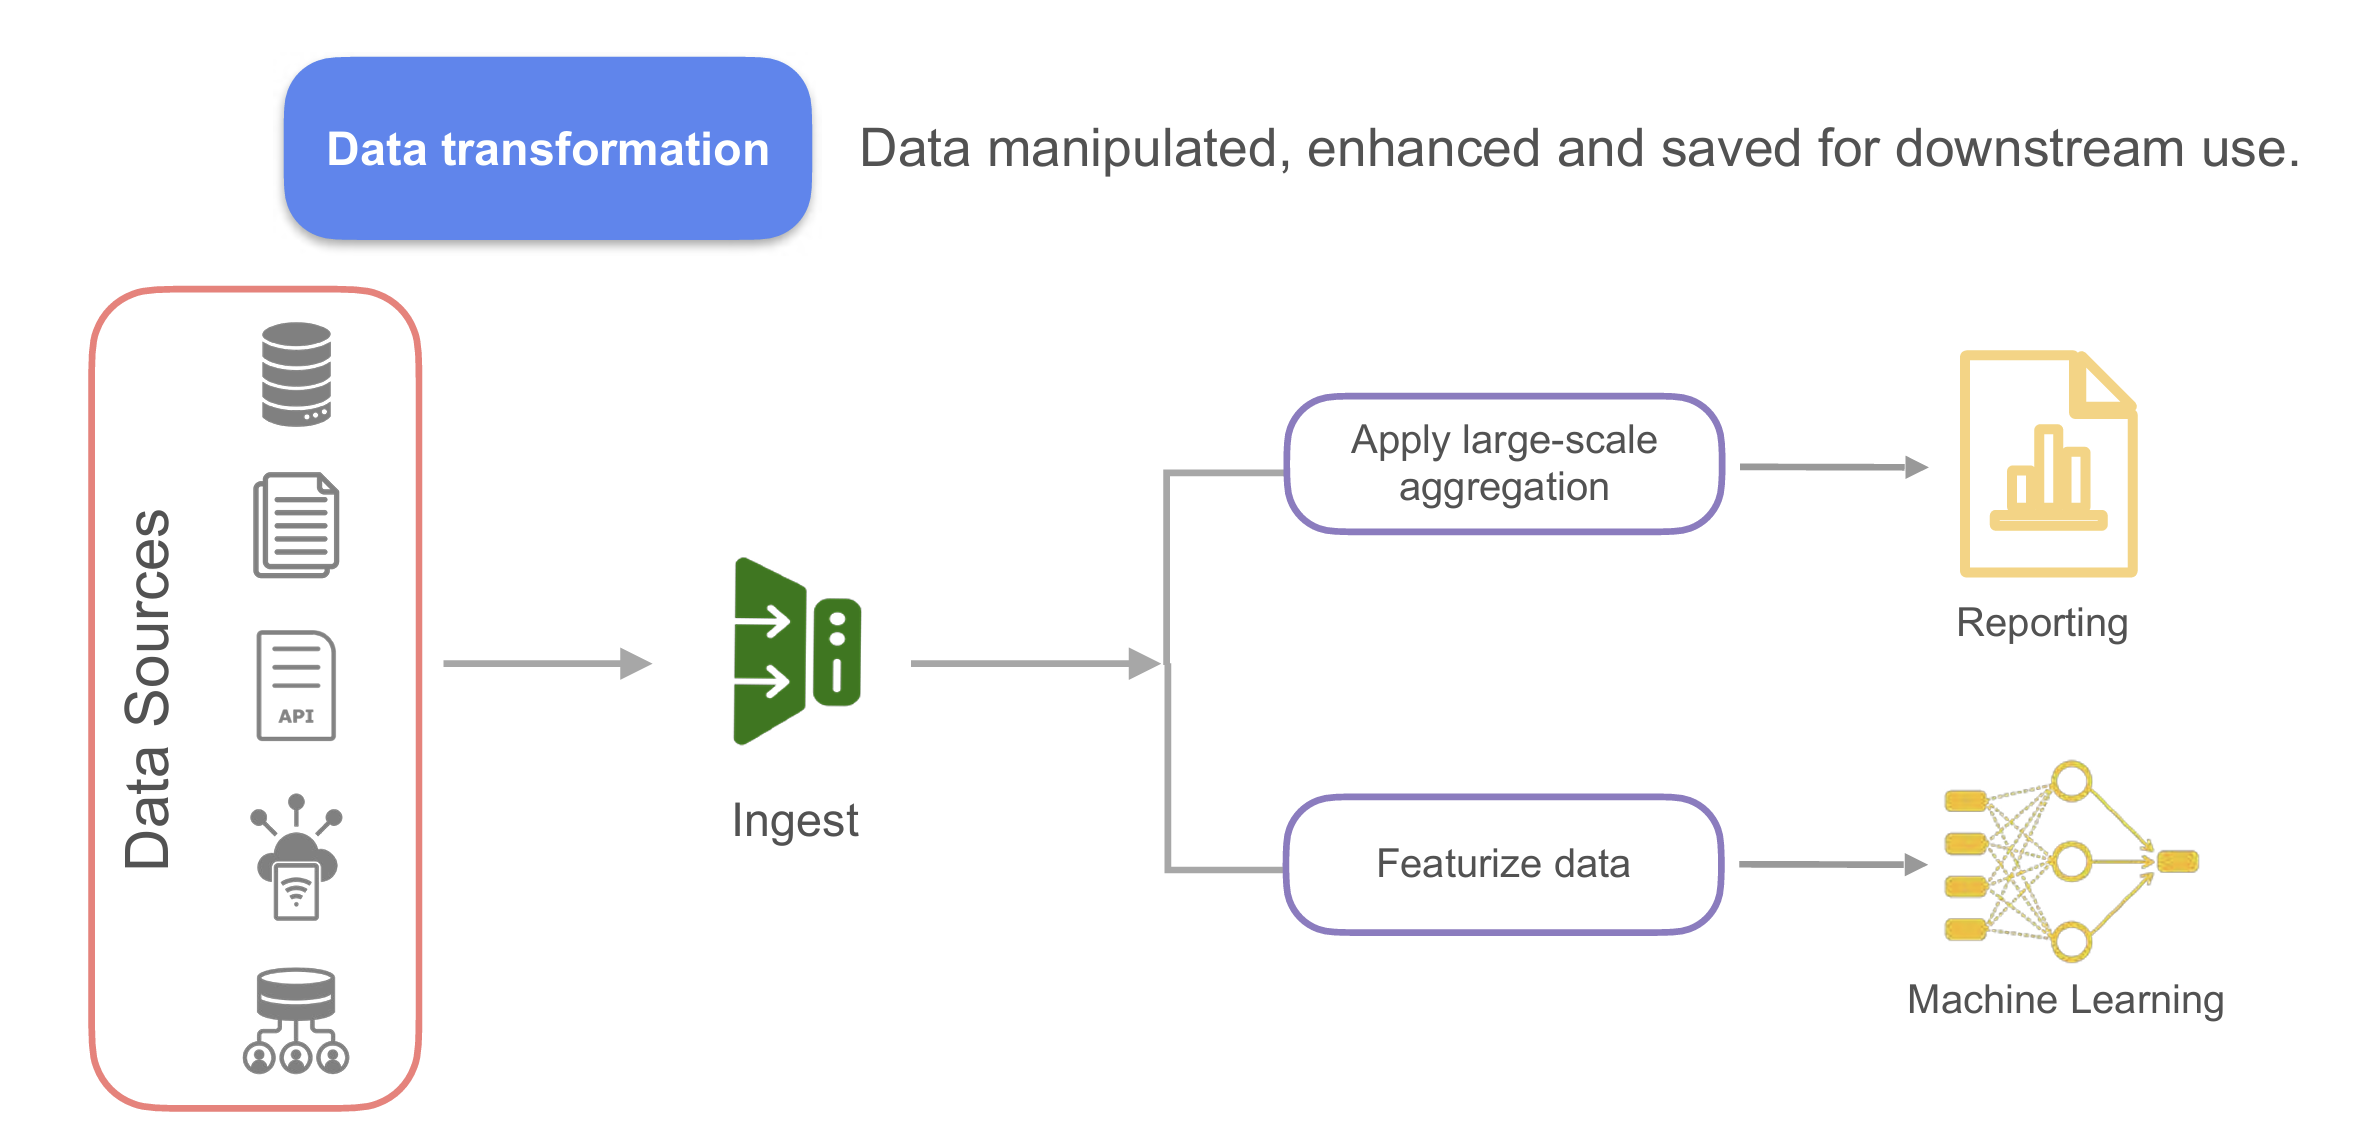 Data transformation
Data manipulated, enhanced and saved for downstream use.
Data Sources
API
Ingest
Apply large-scale
aggregation
Reporting
Featurize data
Machine Learning